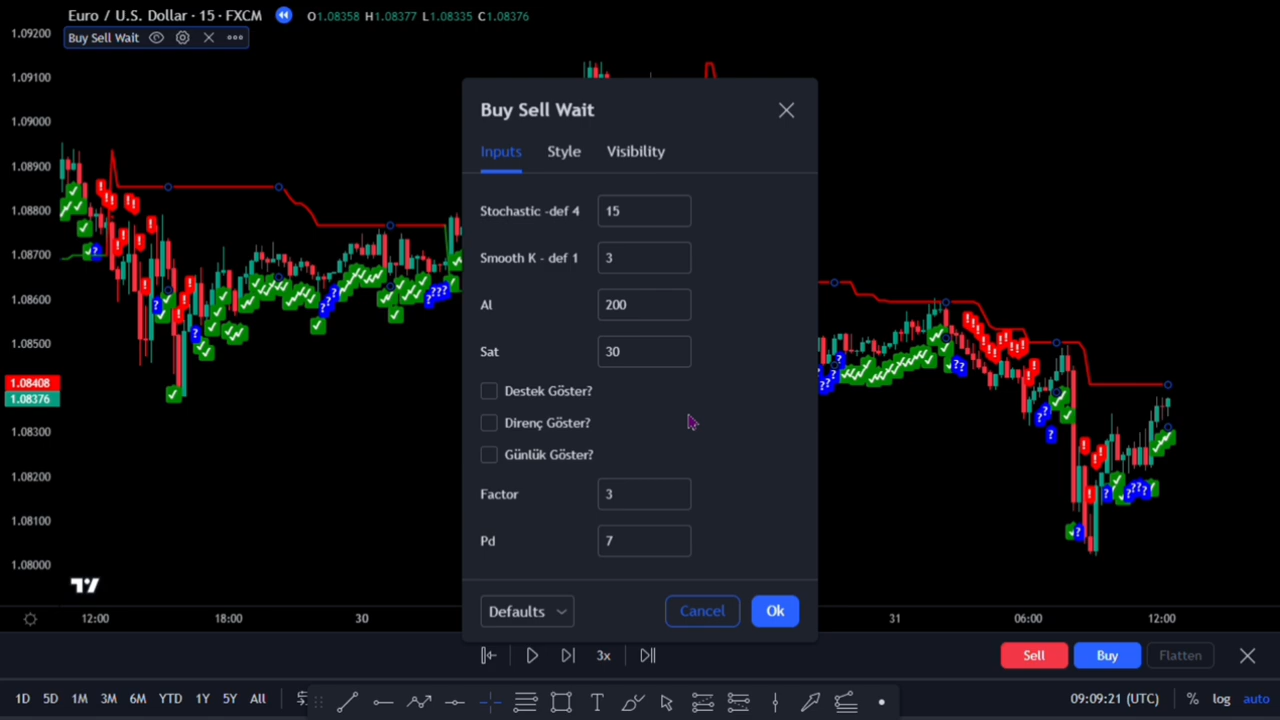 Euro / U.S. Dollar · 15 · FXCM O1.08358 H1.08377 L1.08335 C1.08376
Buy Sell Wait
1.09200
1.09100
1.09000
1.08900
1.08800
1.08700
1.08600
1.08500
1.08408
1.08376
1.08300
1.08200
1.08100
1.08000
Buy Sell Wait
Inputs Style Visibility
Stochastic -def 4 15
Smooth K - def 1 3
Al 200
Sat 30
Destek Göster?
Direnç Göster?
Günlük Göster?
Factor 3
Pd 7
Defaults Cancel Ok
12:00 18:00 30 31 06:00 12:00
3x Sell Buy Flatten
1D 5D 1M 3M 6M YTD 1Y 5Y All 09:09:21 (UTC) % log auto